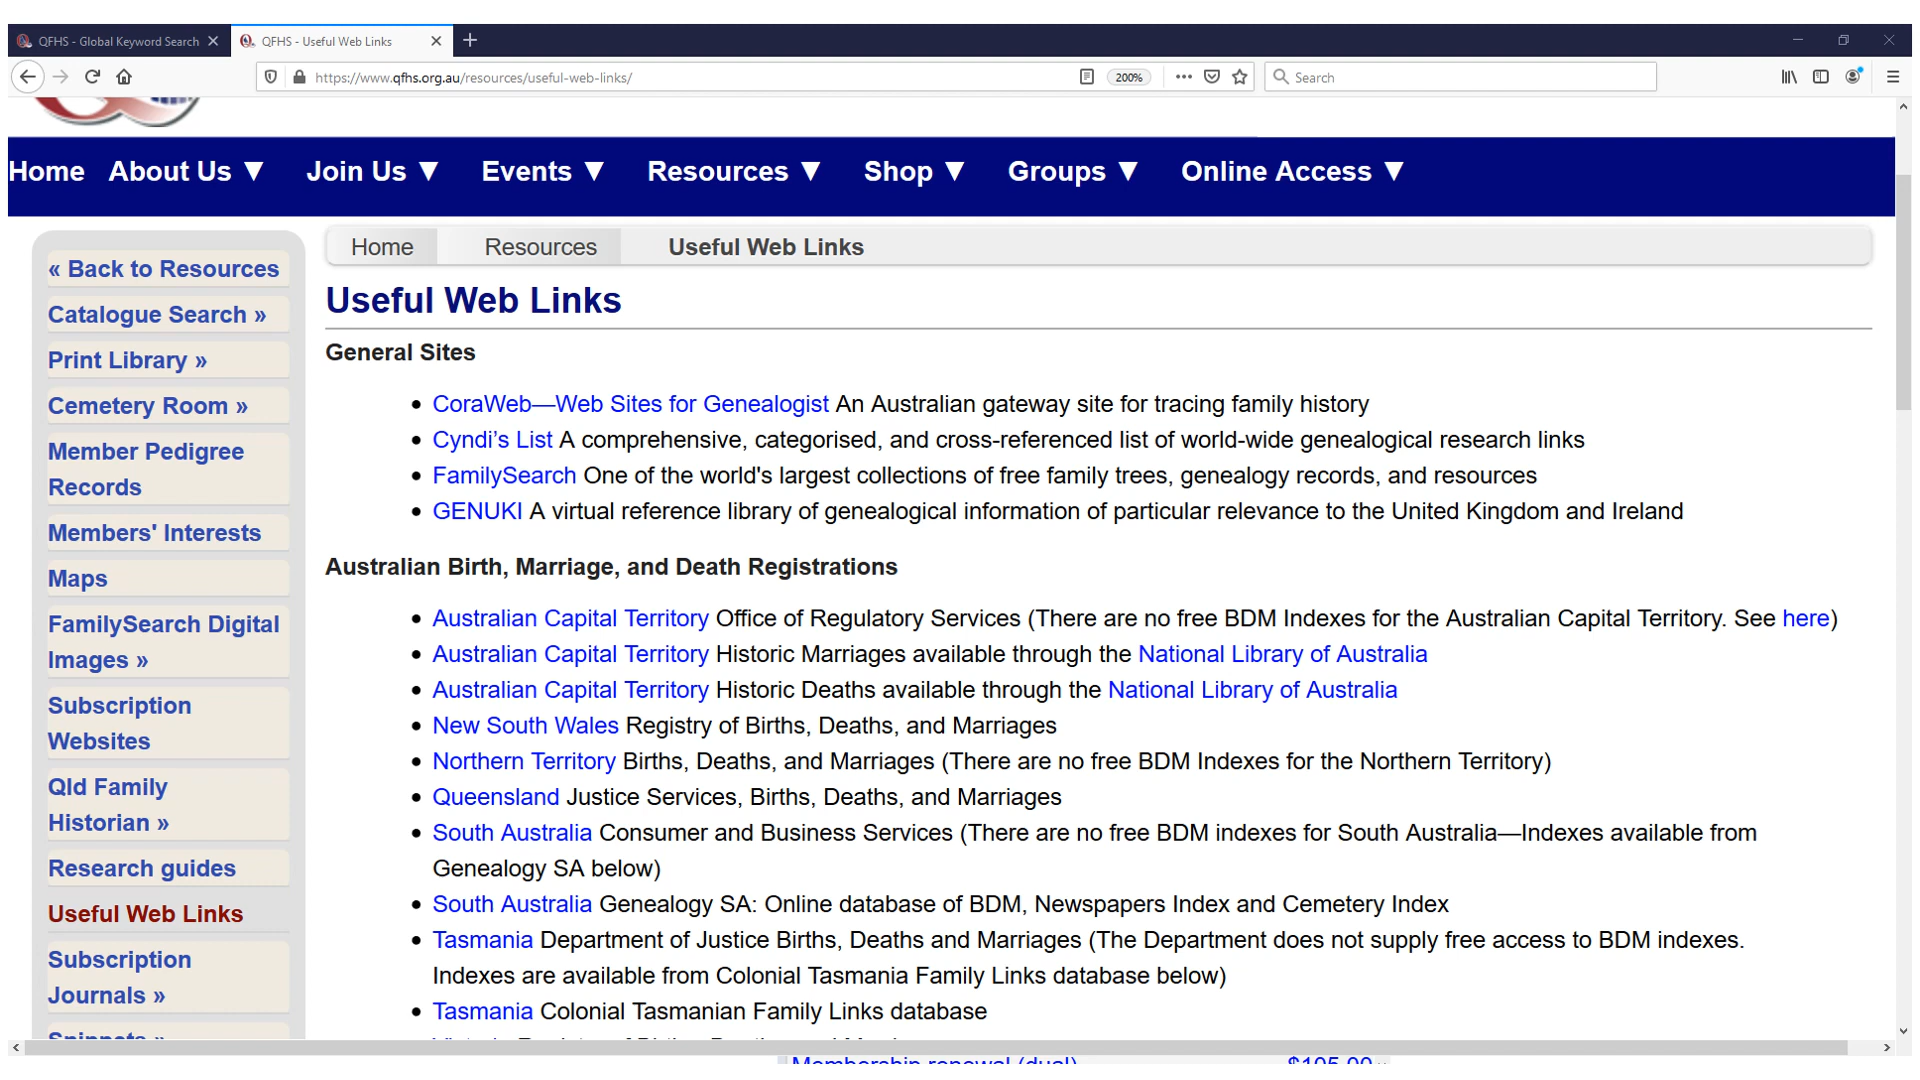 QFHS - Global Keyword Search
QFHS - Useful Web Links
https://www.qfhs.org.au/resources/useful-web-links/
200%
Search
Home About Us ▼ Join Us ▼ Events ▼ Resources ▼ Shop ▼ Groups ▼ Online Access ▼
« Back to Resources
Catalogue Search »
Print Library »
Cemetery Room »
Member Pedigree
Records
Members' Interests
Maps
FamilySearch Digital
Images »
Subscription
Websites
Qld Family
Historian »
Research guides
Useful Web Links
Subscription
Journals »
Snippets »
Home Resources Useful Web Links
Useful Web Links
General Sites
• CoraWeb—Web Sites for Genealogist An Australian gateway site for tracing family history
• Cyndi’s List A comprehensive, categorised, and cross-referenced list of world-wide genealogical research links
• FamilySearch One of the world's largest collections of free family trees, genealogy records, and resources
• GENUKI A virtual reference library of genealogical information of particular relevance to the United Kingdom and Ireland
Australian Birth, Marriage, and Death Registrations
• Australian Capital Territory Office of Regulatory Services (There are no free BDM Indexes for the Australian Capital Territory. See here)
• Australian Capital Territory Historic Marriages available through the National Library of Australia
• Australian Capital Territory Historic Deaths available through the National Library of Australia
• New South Wales Registry of Births, Deaths, and Marriages
• Northern Territory Births, Deaths, and Marriages (There are no free BDM Indexes for the Northern Territory)
• Queensland Justice Services, Births, Deaths, and Marriages
• South Australia Consumer and Business Services (There are no free BDM indexes for South Australia—Indexes available from
Genealogy SA below)
• South Australia Genealogy SA: Online database of BDM, Newspapers Index and Cemetery Index
• Tasmania Department of Justice Births, Deaths and Marriages (The Department does not supply free access to BDM indexes.
Indexes are available from Colonial Tasmania Family Links database below)
• Tasmania Colonial Tasmanian Family Links database
Membership renewal (dual) $105.00